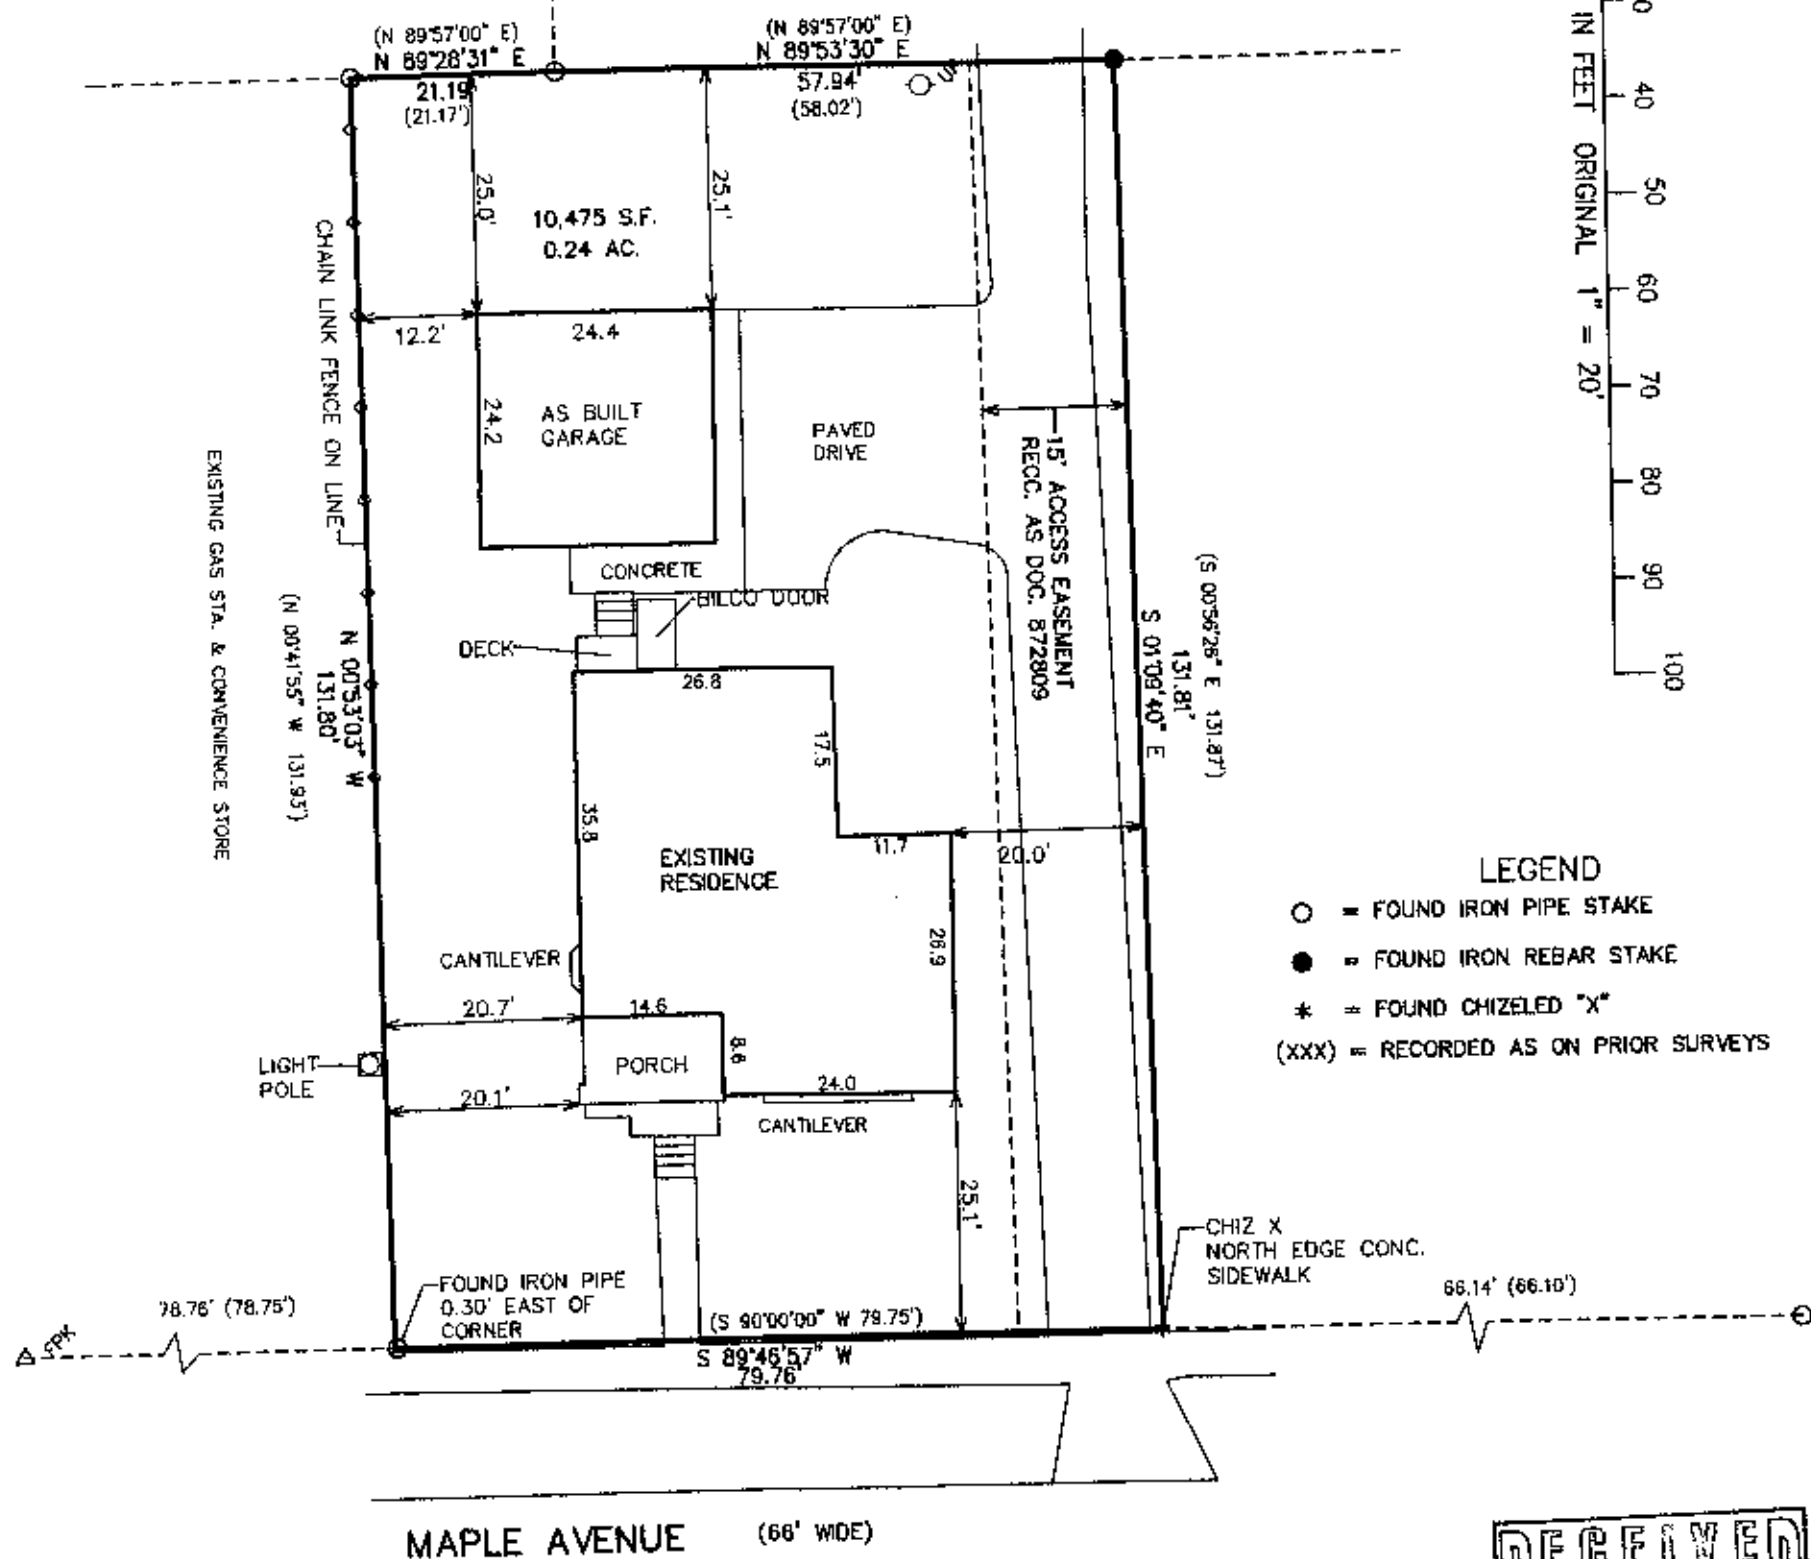 (N 89°57'00" E)
N 89°28'31" E
21.19
(21.17')
(N 89°57'00" E)
N 89°53'30" E
57.94'
(58.02')
25.0'
25.1'
10,475 S.F.
0.24 AC.
CHAIN LINK FENCE ON LINE
12.2'
24.4
24.2
AS BUILT
GARAGE
PAVED
DRIVE
15' ACCESS EASEMENT
REC. AS DOC. 872809
EXISTING GAS STA. & CONVENIENCE STORE
(N 00°41'55" W 131.93')
N 00°53'03" W
131.80'
CONCRETE
BILCO DOOR
DECK
26.8
17.5
35.8
11.7
20.0'
EXISTING
RESIDENCE
26.9
CANTILEVER
20.7'
14.6
8.6
PORCH
LIGHT
POLE
20.1'
24.0
CANTILEVER
25.1'
(S 00°56'28" E 131.87')
131.81'
S 01°09'40" E
IN FEET ORIGINAL 1" = 20'
40
50
60
70
80
90
100
LEGEND
○ = FOUND IRON PIPE STAKE
● = FOUND IRON REBAR STAKE
* = FOUND CHIZELED "X"
(XXX) = RECORDED AS ON PRIOR SURVEYS
CHIZ X
NORTH EDGE CONC.
SIDEWALK
66.14' (66.10')
FOUND IRON PIPE
0.30' EAST OF
CORNER
78.76' (78.75')
(S 90°00'00" W 79.75')
S 89°46'57" W
79.76'
MAPLE AVENUE (66' WIDE)
RECEIVED